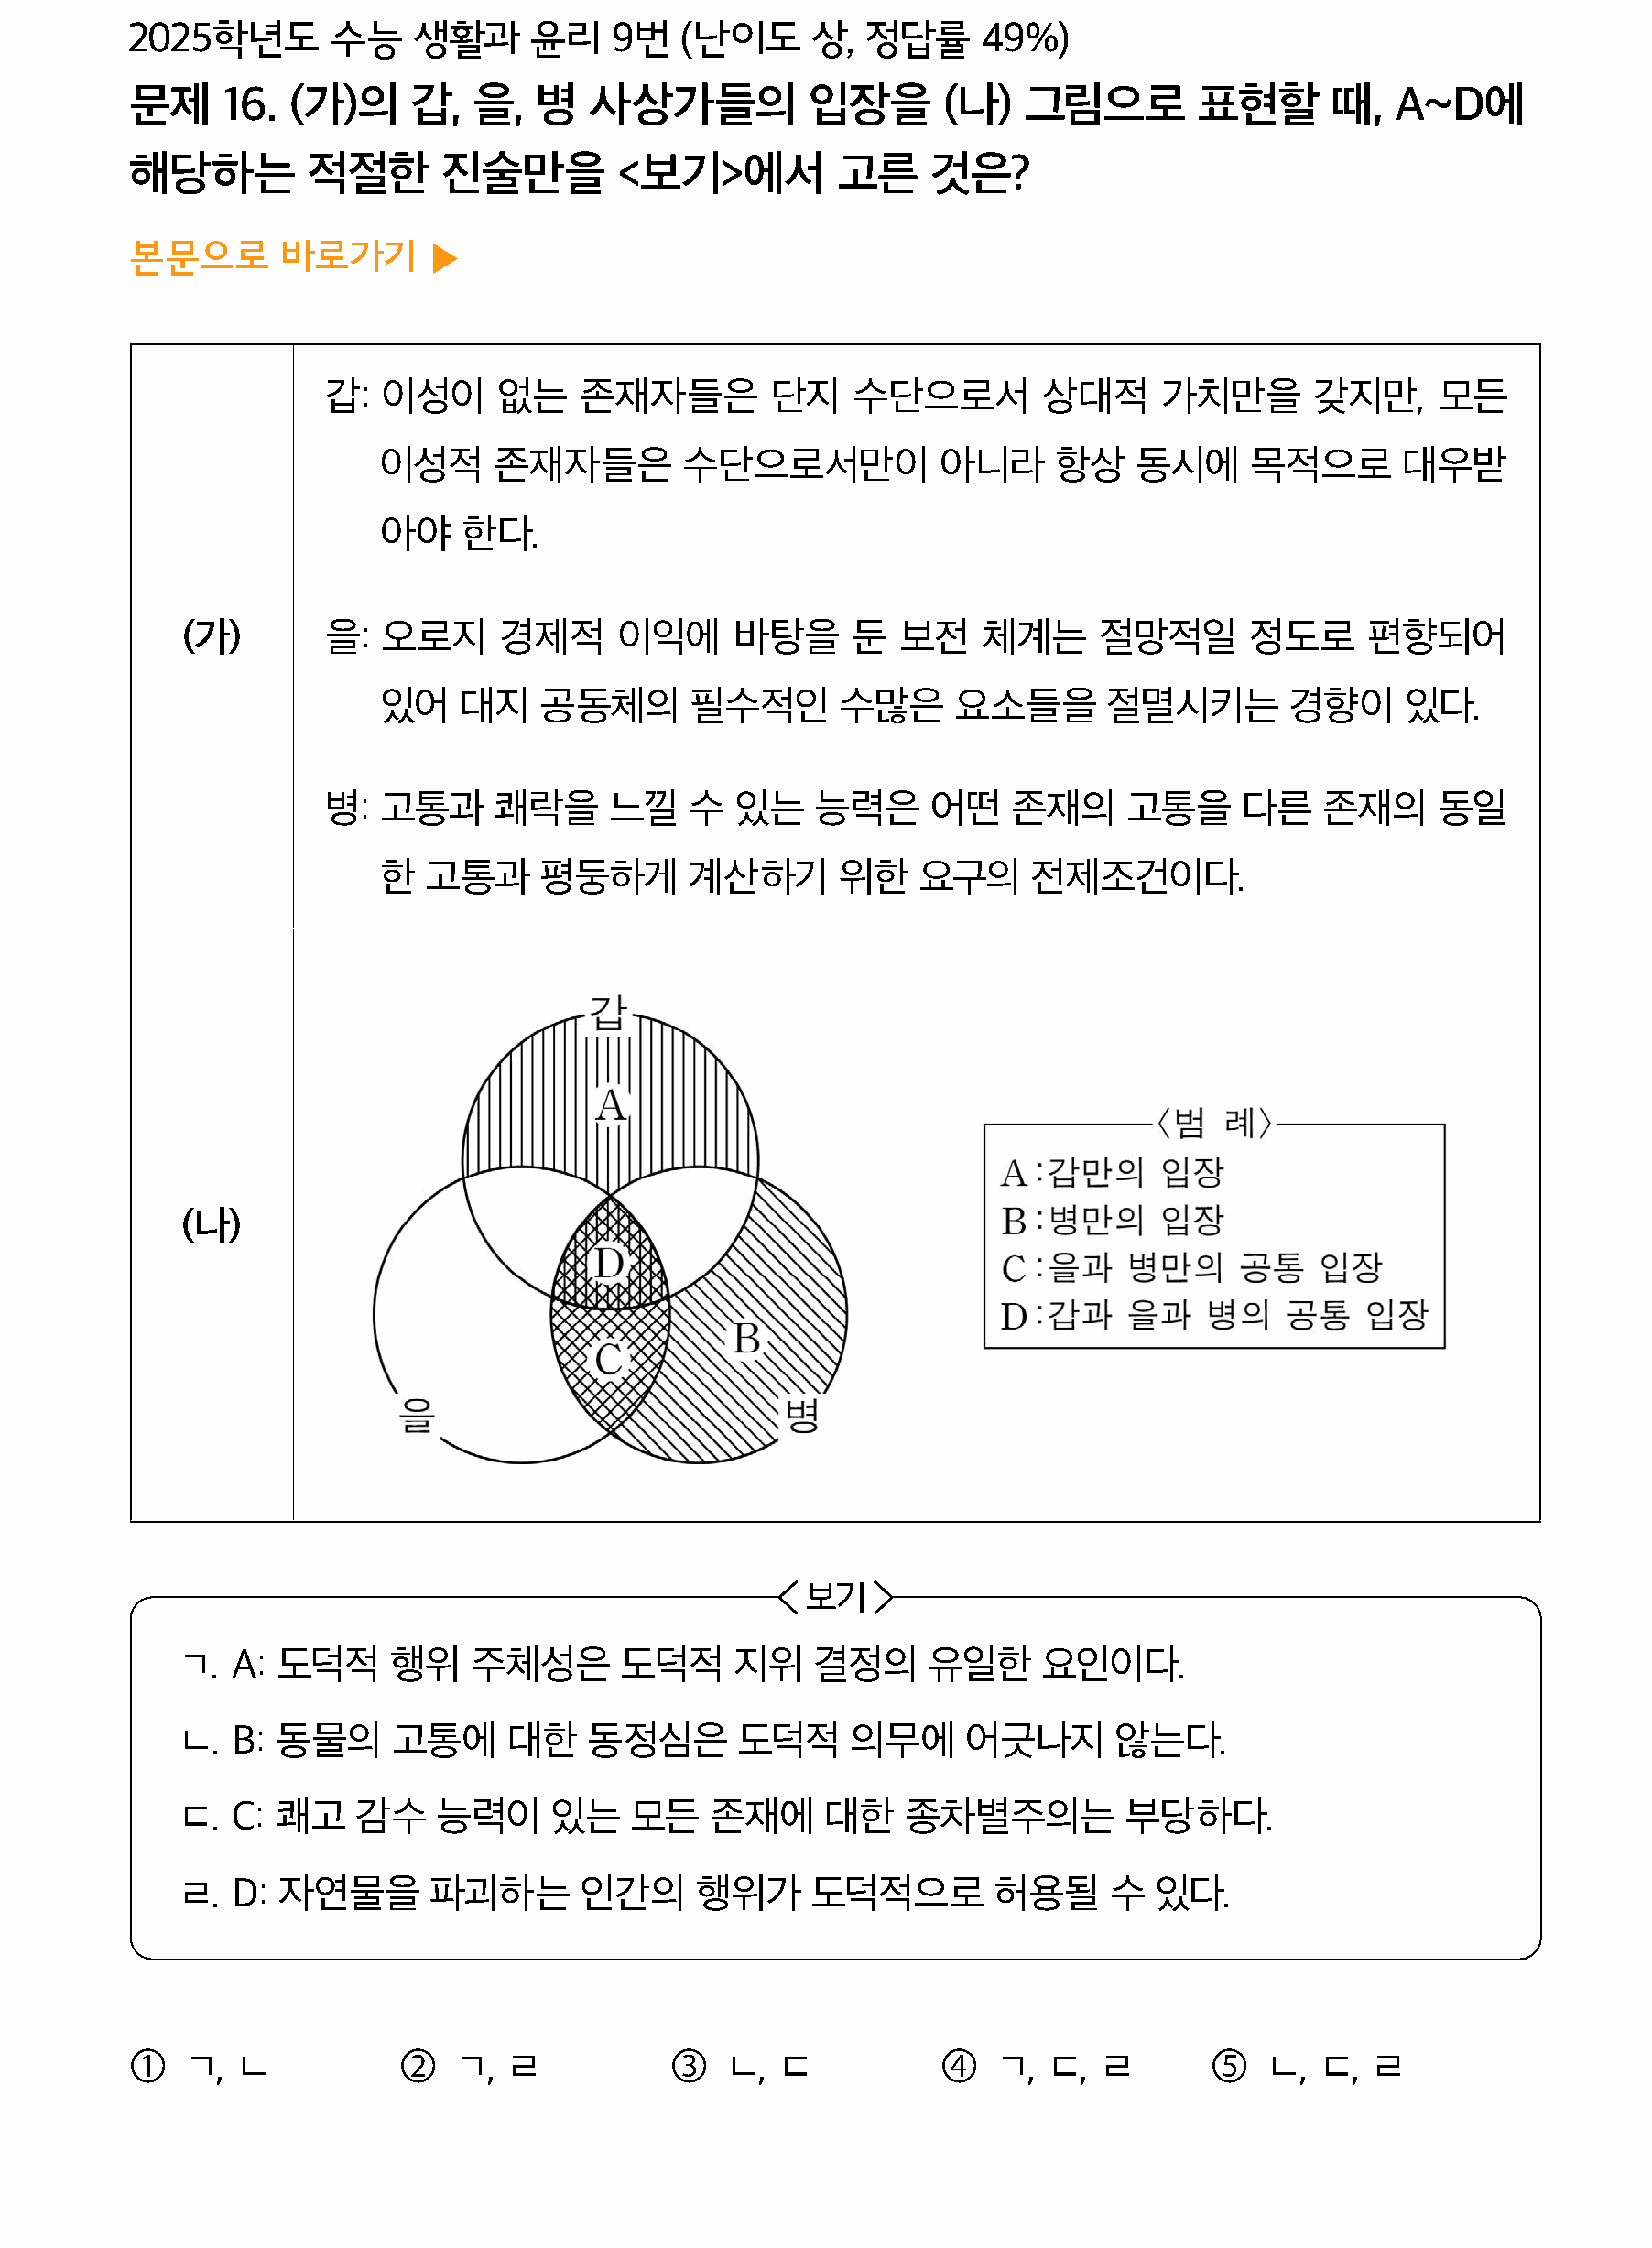 2025학년도 수능 생활과 윤리 9번 (난이도 상, 정답률 49%)
문제 16. (가)의 갑, 을, 병 사상가들의 입장을 (나) 그림으로 표현할 때, A~D에
해당하는 적절한 진술만을 <보기>에서 고른 것은?
본문으로 바로가기 ▶
(가)
갑: 이성이 없는 존재자들은 단지 수단으로서 상대적 가치만을 갖지만, 모든
이성적 존재자들은 수단으로서만이 아니라 항상 동시에 목적으로 대우받
아야 한다.
을: 오로지 경제적 이익에 바탕을 둔 보전 체계는 절망적일 정도로 편향되어
있어 대지 공동체의 필수적인 수많은 요소들을 절멸시키는 경향이 있다.
병: 고통과 쾌락을 느낄 수 있는 능력은 어떤 존재의 고통을 다른 존재의 동일
한 고통과 평등하게 계산하기 위한 요구의 전제조건이다.
(나)
갑
A
D
B
C
을
병
<범 례>
A : 갑만의 입장
B : 병만의 입장
C : 을과 병만의 공통 입장
D : 갑과 을과 병의 공통 입장
<보기>
ㄱ. A: 도덕적 행위 주체성은 도덕적 지위 결정의 유일한 요인이다.
ㄴ. B: 동물의 고통에 대한 동정심은 도덕적 의무에 어긋나지 않는다.
ㄷ. C: 쾌고 감수 능력이 있는 모든 존재에 대한 종차별주의는 부당하다.
ㄹ. D: 자연물을 파괴하는 인간의 행위가 도덕적으로 허용될 수 있다.
① ㄱ, ㄴ ② ㄱ, ㄹ ③ ㄴ, ㄷ ④ ㄱ, ㄷ, ㄹ ⑤ ㄴ, ㄷ, ㄹ